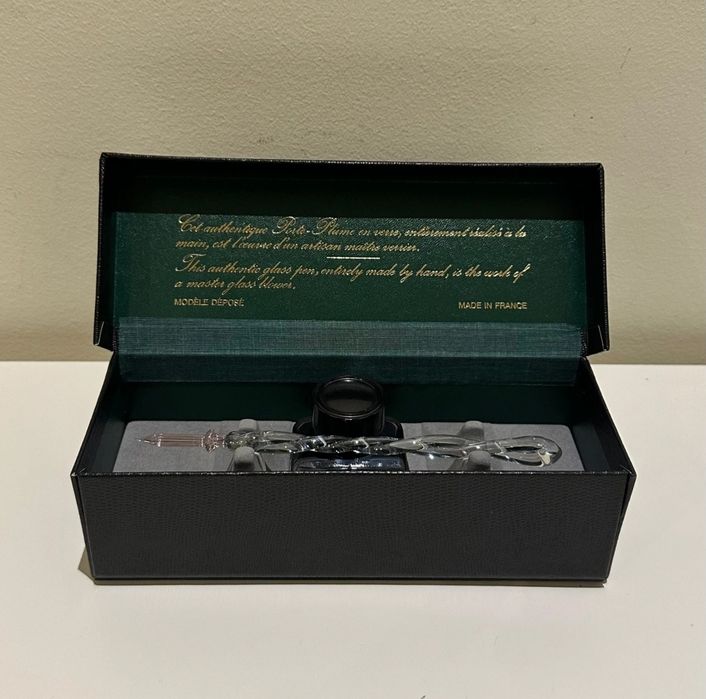 Cet authentique Porte-Plume en verre, entièrement réalisé à la
main, est l'œuvre d'un artisan maître verrier.
This authentic glass pen, entirely made by hand, is the work of
a master glass blower.
MODÈLE DÉPOSÉ MADE IN FRANCE